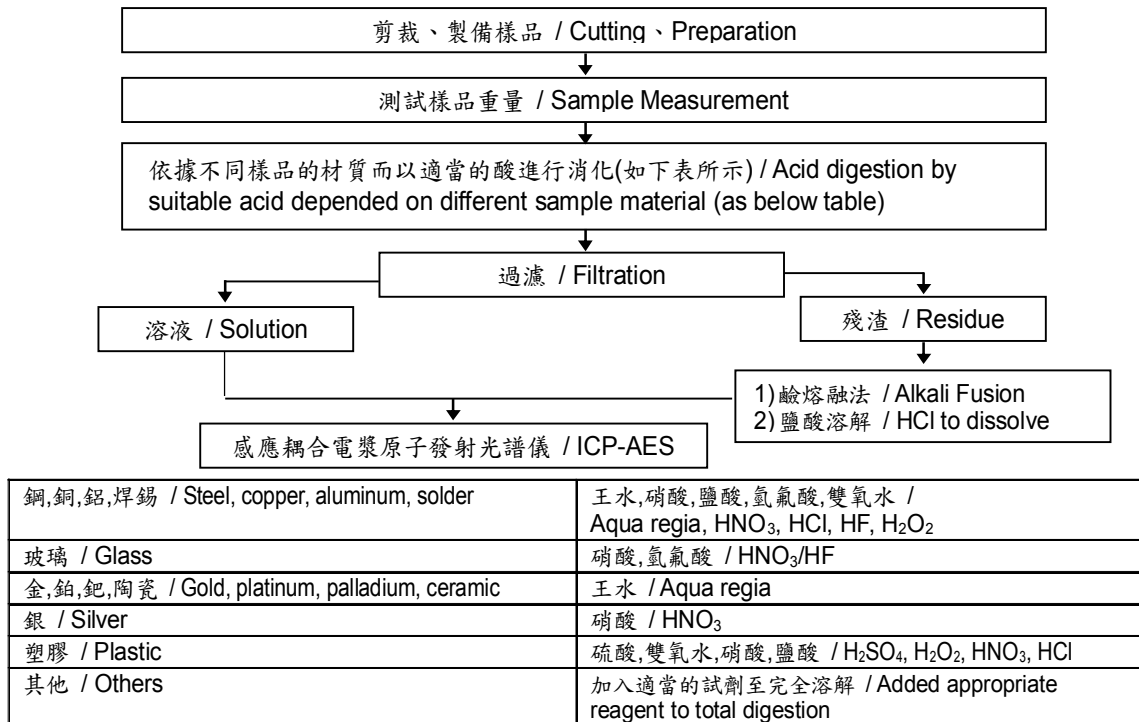 剪裁、製備樣品 / Cutting、Preparation
測試樣品重量 / Sample Measurement
依據不同樣品的材質而以適當的酸進行消化(如下表所示) / Acid digestion by
suitable acid depended on different sample material (as below table)
過濾 / Filtration
溶液 / Solution
殘渣 / Residue
1)鹼熔融法 / Alkali Fusion
2)鹽酸溶解 / HCl to dissolve
感應耦合電漿原子發射光譜儀 / ICP-AES
鋼,銅,鋁,焊錫 / Steel, copper, aluminum, solder
王水,硝酸,鹽酸,氫氟酸,雙氧水 /
Aqua regia, HNO₃, HCl, HF, H₂O₂
玻璃 / Glass
硝酸,氫氟酸 / HNO₃/HF
金,鉑,鈀,陶瓷 / Gold, platinum, palladium, ceramic
王水 / Aqua regia
銀 / Silver
硝酸 / HNO₃
塑膠 / Plastic
硫酸,雙氧水,硝酸,鹽酸 / H₂SO₄, H₂O₂, HNO₃, HCl
其他 / Others
加入適當的試劑至完全溶解 / Added appropriate
reagent to total digestion